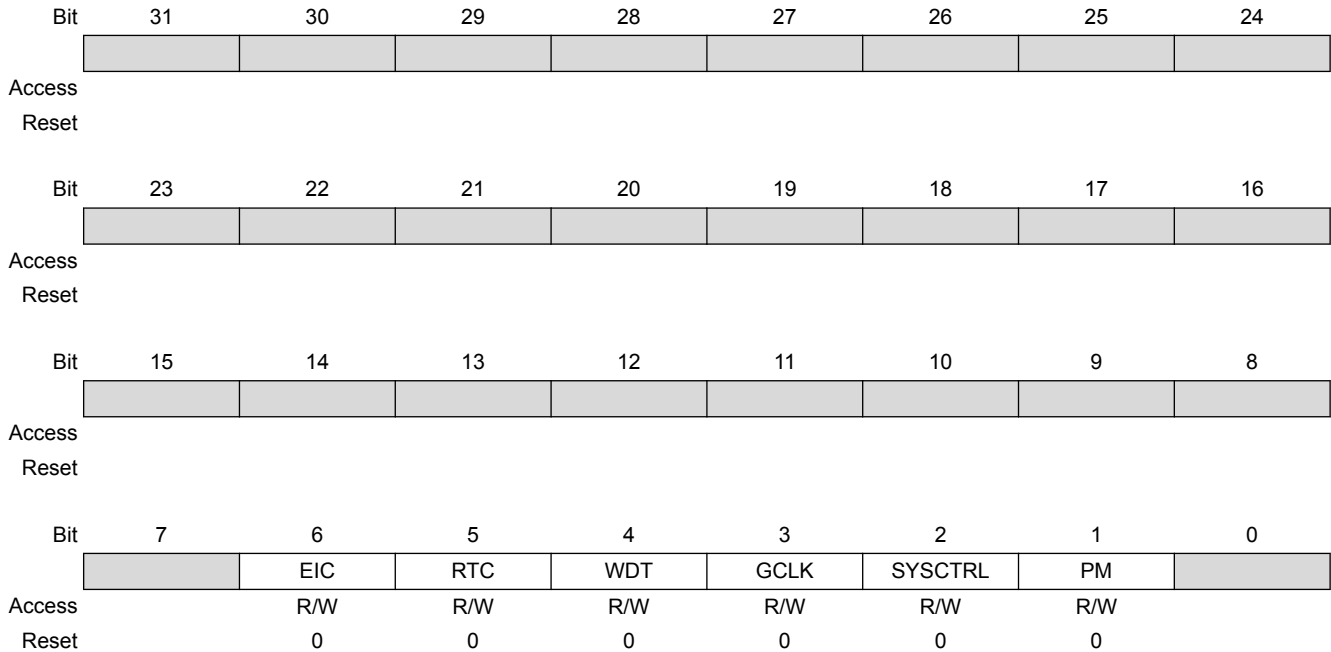 Bit 31 30 29 28 27 26 25 24
Access
Reset
Bit 23 22 21 20 19 18 17 16
Access
Reset
Bit 15 14 13 12 11 10 9 8
Access
Reset
Bit 7 6 5 4 3 2 1 0
EIC RTC WDT GCLK SYSCTRL PM
Access R/W R/W R/W R/W R/W R/W
Reset 0 0 0 0 0 0